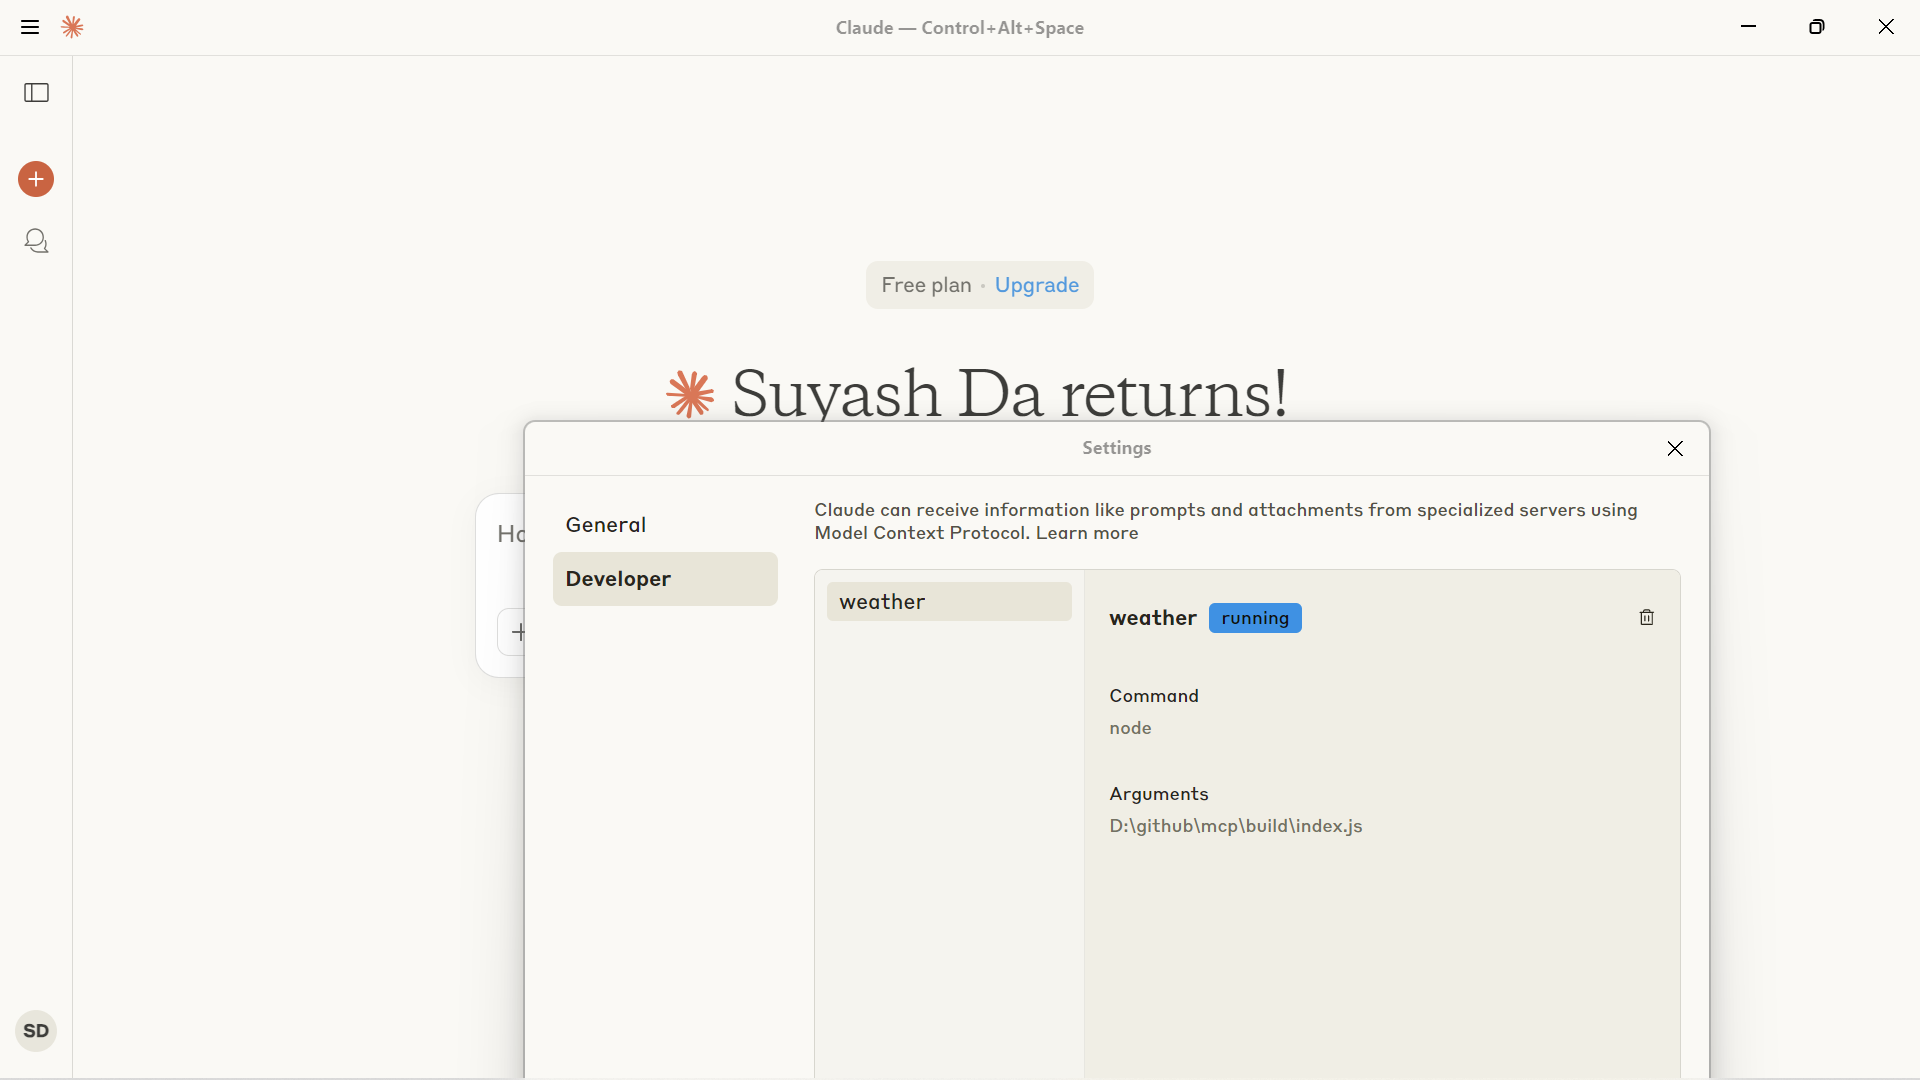 Claude — Control+Alt+Space
Free plan · Upgrade
Suyash Da returns!
Settings
General
Developer
Claude can receive information like prompts and attachments from specialized servers using
Model Context Protocol. Learn more
weather
weather running
Command
node
Arguments
D:\github\mcp\build\index.js
SD